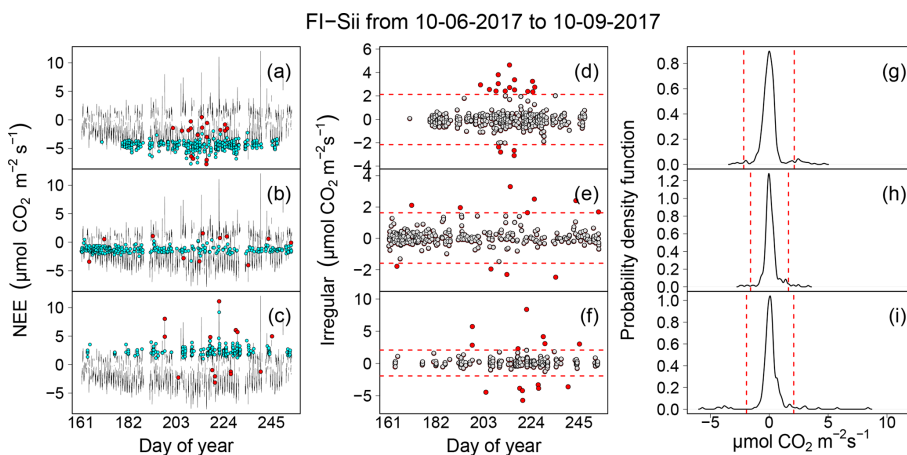 FI−Sii from 10-06-2017 to 10-09-2017
NEE (μmol CO2 m−2 s−1)
10
5
0
−5
(a)
10
5
0
−5
(b)
10
5
0
−5
(c)
161 182 203 224 245
Day of year
Irregular (μmol CO2 m−2s−1)
6
4
2
0
−2
−4
(d)
4
2
0
−2
(e)
10
5
0
−5
(f)
161 182 203 224 245
Day of year
Probability density function
0.8
0.6
0.4
0.2
0.0
(g)
1.2
1.0
0.8
0.6
0.4
0.2
0.0
(h)
1.0
0.8
0.6
0.4
0.2
0.0
(i)
−5 0 5 10
μmol CO2 m−2s−1